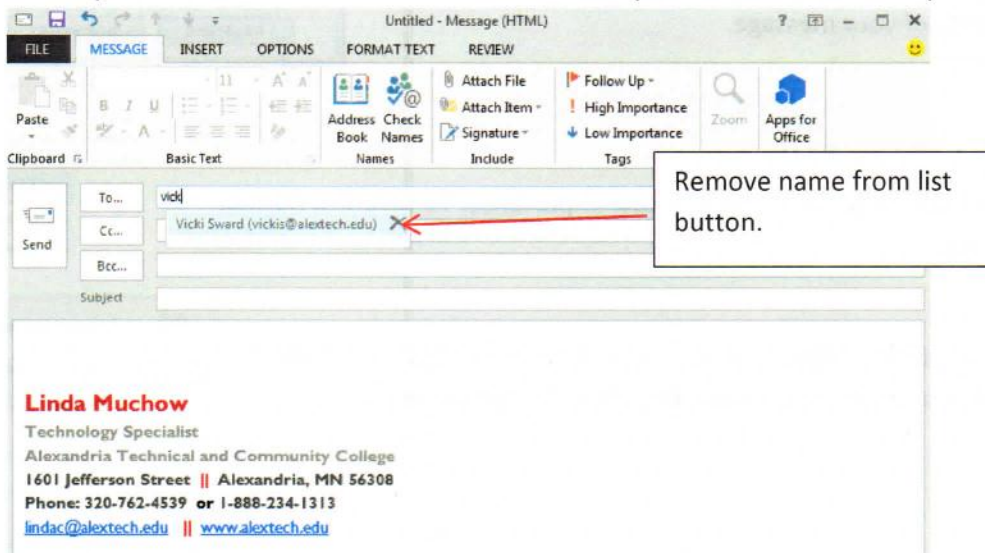 Untitled - Message (HTML)
FILE MESSAGE INSERT OPTIONS FORMAT TEXT REVIEW
Paste
11
B I U
Address Book
Check Names
Attach File
Attach Item
Signature
Follow Up
High Importance
Low Importance
Zoom
Apps for Office
Clipboard Basic Text Names Include Tags
Remove name from list
button.
Send
To... vick
Vicki Sward (vickis@alextech.edu)
Cc...
Bcc...
Subject
Linda Muchow
Technology Specialist
Alexandria Technical and Community College
1601 Jefferson Street || Alexandria, MN 56308
Phone: 320-762-4539 or 1-888-234-1313
lindac@alextech.edu || www.alextech.edu